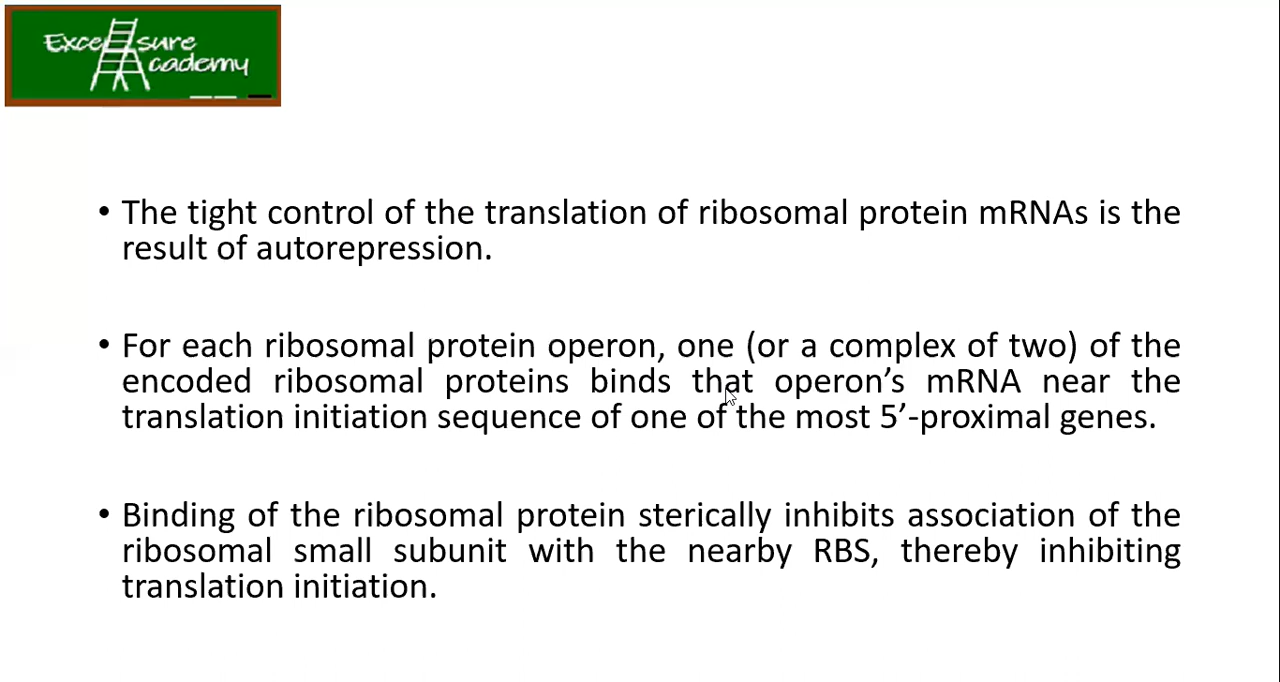 Excel sure
Academy
• The tight control of the translation of ribosomal protein mRNAs is the
result of autorepression.
• For each ribosomal protein operon, one (or a complex of two) of the
encoded ribosomal proteins binds that operon’s mRNA near the
translation initiation sequence of one of the most 5’-proximal genes.
• Binding of the ribosomal protein sterically inhibits association of the
ribosomal small subunit with the nearby RBS, thereby inhibiting
translation initiation.